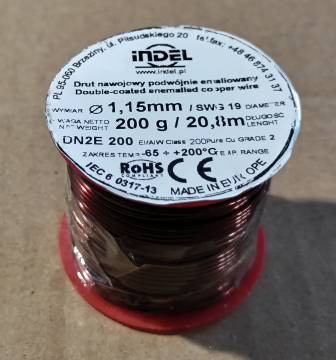 PL 95-060 Brzeziny, ul. Piłsudskiego 20 tel/fax: +48 46 874 31 37
iNDEL
www.indel.pl
Drut nawojowy podwójnie emaliowany
Double-coated enamelled copper wire
WYMIAR Ø 1,15mm / SWG 19 DIAMETER
WAGA NETTO
NET WEIGHT 200 g / 20,8m DŁUGOŚĆ
LENGHT
DN2E 200 EI/AIW Class 200Pure Cu GRADE 2
ZAKRES TEMP -65 ÷ +200°C TEMP. RANGE
RoHS CE
COMPLIANT
IEC 60317-13 MADE IN EUROPE